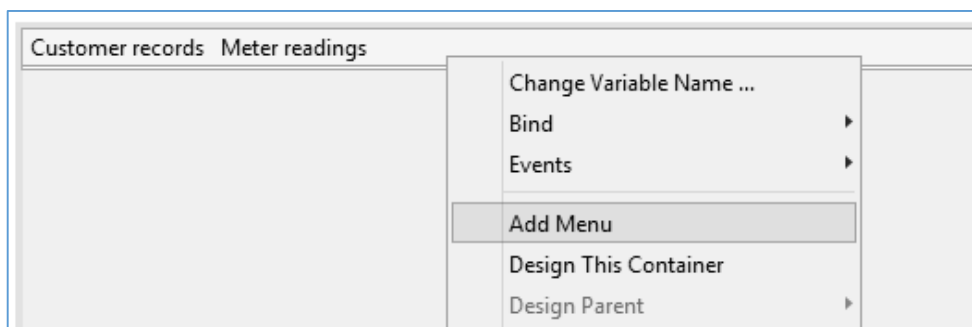 Customer records Meter readings
Change Variable Name ...
Bind
Events
Add Menu
Design This Container
Design Parent